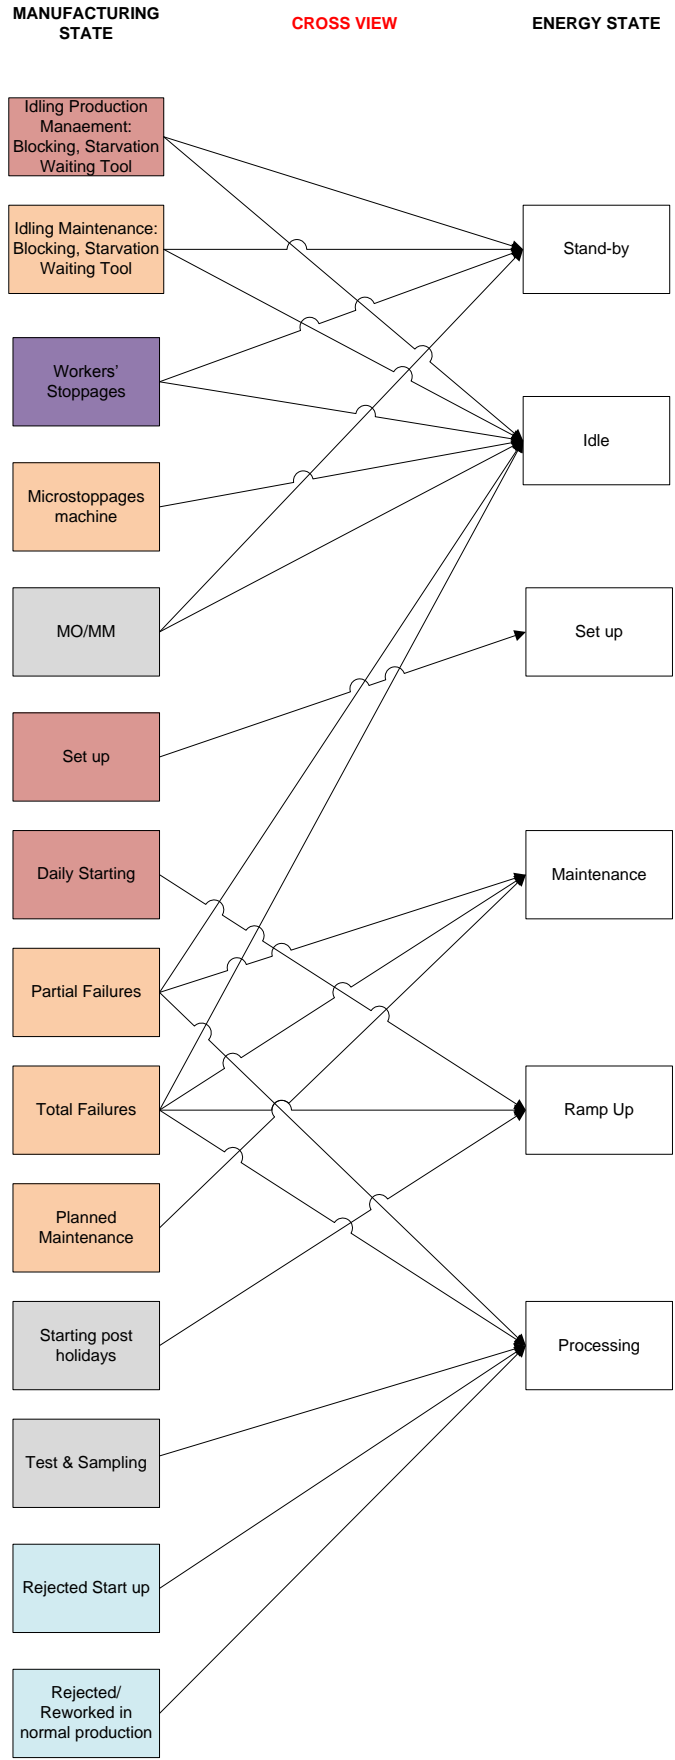 MANUFACTURING
STATE
CROSS VIEW
ENERGY STATE
Idling Production
Manaement:
Blocking, Starvation
Waiting Tool
Idling Maintenance:
Blocking, Starvation
Waiting Tool
Stand-by
Workers'
Stoppages
Idle
Microstoppages
machine
MO/MM
Set up
Set up
Daily Starting
Maintenance
Partial Failures
Total Failures
Ramp Up
Planned
Maintenance
Starting post
holidays
Processing
Test & Sampling
Rejected Start up
Rejected/
Reworked in
normal production